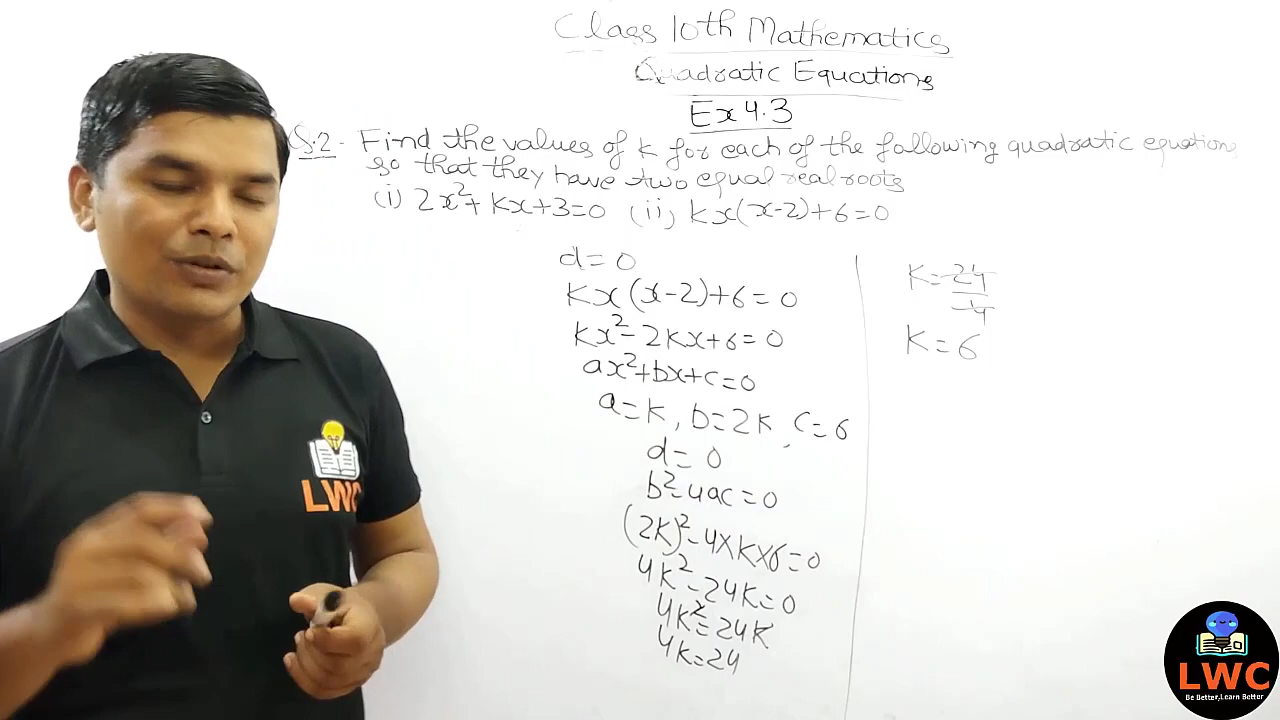 Class 10th Mathematics
Quadratic Equations
Ex 4.3
Q.2- Find the values of k for each of the following quadratic equations
so that they have two equal real roots
(i) 2x²+kx+3=0 (ii) kx(x-2)+6=0
d=0
kx(x-2)+6=0
kx²-2kx+6=0
ax²+bx+c=0
a=k, b=2k, c=6
d=0
b²-4ac=0
(2k)²-4×k×6=0
4k²-24k=0
4k²=24k
4k=24
k=24/4
k=6
LWC
LWC
Be Better,Learn Better